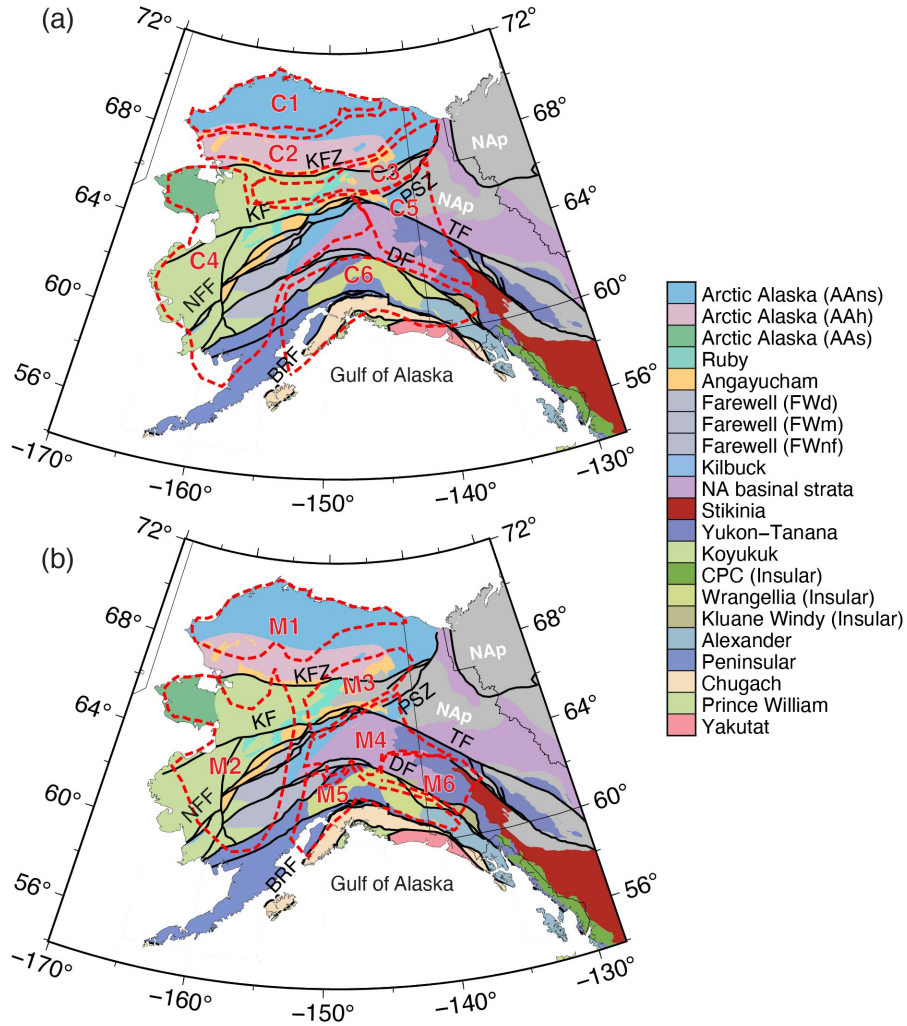 (a)
72°
72°
68°
68°
64°
64°
60°
60°
56°
56°
−170°
−160°
−150°
−140°
−130°
C1
C2
KFZ
C3
PSZ
NAp
NAp
C5
KF
TF
C4
DF
NFF
C6
BRF
Gulf of Alaska
(b)
72°
72°
68°
68°
64°
64°
60°
60°
56°
56°
−170°
−160°
−150°
−140°
−130°
M1
KFZ
M3
PSZ
NAp
NAp
KF
TF
M4
M2
DF
M6
NFF
M5
BRF
Gulf of Alaska
Arctic Alaska (AAns)
Arctic Alaska (AAh)
Arctic Alaska (AAs)
Ruby
Angayucham
Farewell (FWd)
Farewell (FWm)
Farewell (FWnf)
Kilbuck
NA basinal strata
Stikinia
Yukon−Tanana
Koyukuk
CPC (Insular)
Wrangellia (Insular)
Kluane Windy (Insular)
Alexander
Peninsular
Chugach
Prince William
Yakutat